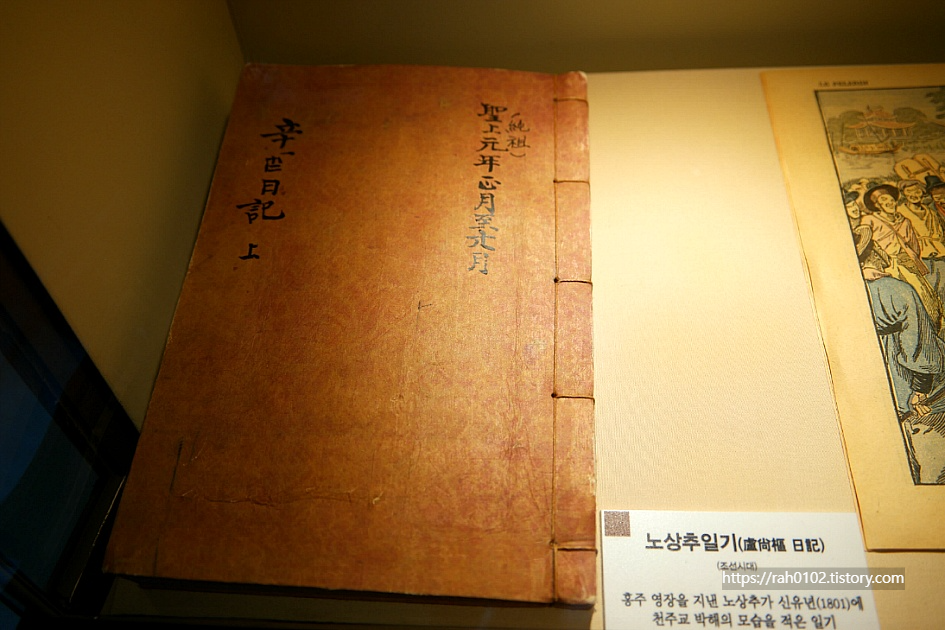 聖上元年正月至六月
(純祖)
辛酉日記 上
LE PELERIN
노상추일기(盧尙樞 日記)
(조선시대)
홍주 영장을 지낸 노상추가 신유년(1801)에
천주교 박해의 모습을 적은 일기
https://rah0102.tistory.com